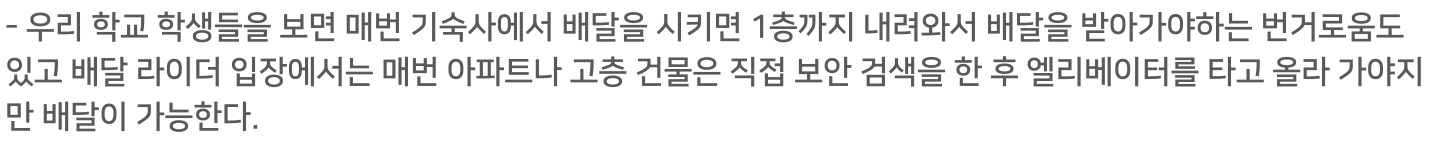 - 우리 학교 학생들을 보면 매번 기숙사에서 배달을 시키면 1층까지 내려와서 배달을 받아가야하는 번거로움도
있고 배달 라이더 입장에서는 매번 아파트나 고층 건물은 직접 보안 검색을 한 후 엘리베이터를 타고 올라 가야지
만 배달이 가능한다.